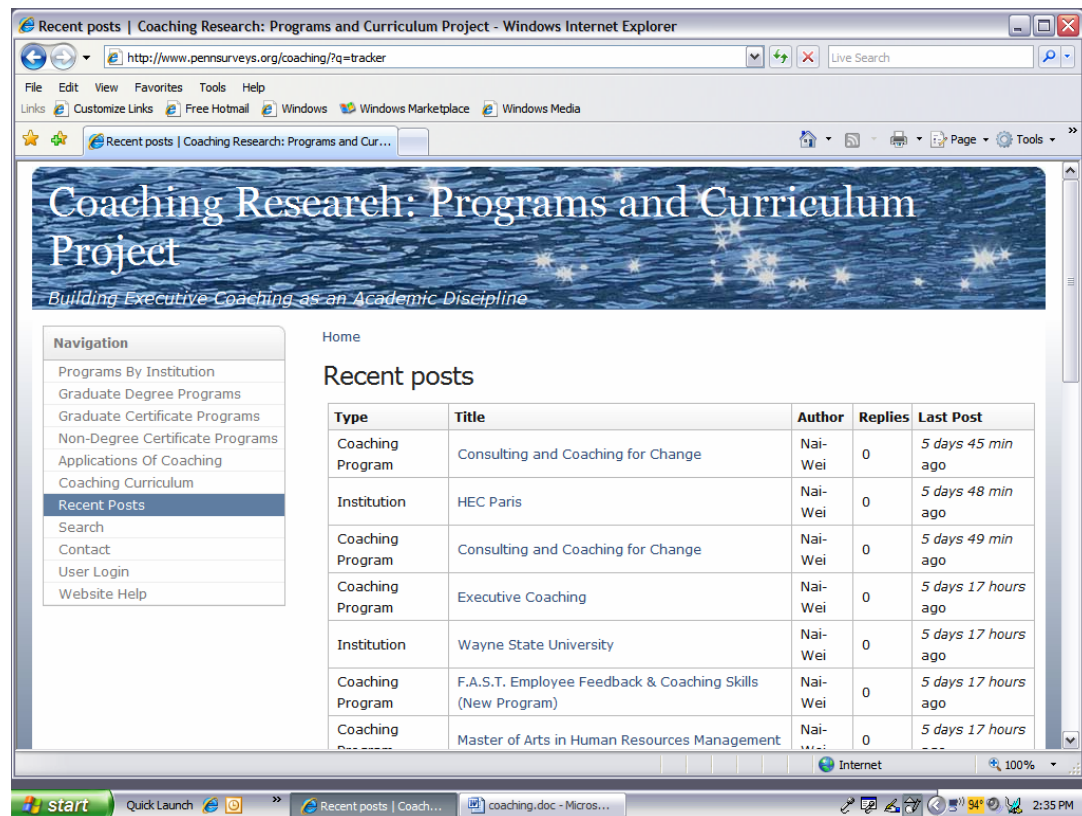 Recent posts | Coaching Research: Programs and Curriculum Project - Windows Internet Explorer
http://www.pennsurveys.org/coaching/?q=tracker
Live Search
File Edit View Favorites Tools Help
Links Customize Links Free Hotmail Windows Windows Marketplace Windows Media
Recent posts | Coaching Research: Programs and Cur...
Page Tools »
Coaching Research: Programs and Curriculum
Project
Building Executive Coaching as an Academic Discipline
Navigation
Programs By Institution
Graduate Degree Programs
Graduate Certificate Programs
Non-Degree Certificate Programs
Applications Of Coaching
Coaching Curriculum
Recent Posts
Search
Contact
User Login
Website Help
Home
Recent posts
Type Title Author Replies Last Post
Coaching Program Consulting and Coaching for Change Nai-Wei 0 5 days 45 min ago
Institution HEC Paris Nai-Wei 0 5 days 48 min ago
Coaching Program Consulting and Coaching for Change Nai-Wei 0 5 days 49 min ago
Coaching Program Executive Coaching Nai-Wei 0 5 days 17 hours ago
Institution Wayne State University Nai-Wei 0 5 days 17 hours ago
Coaching Program F.A.S.T. Employee Feedback & Coaching Skills (New Program) Nai-Wei 0 5 days 17 hours ago
Coaching Master of Arts in Human Resources Management Nai- 0 5 days 17 hours
Internet 100%
start Quick Launch » Recent posts | Coach... coaching.doc - Micros... 94° 2:35 PM